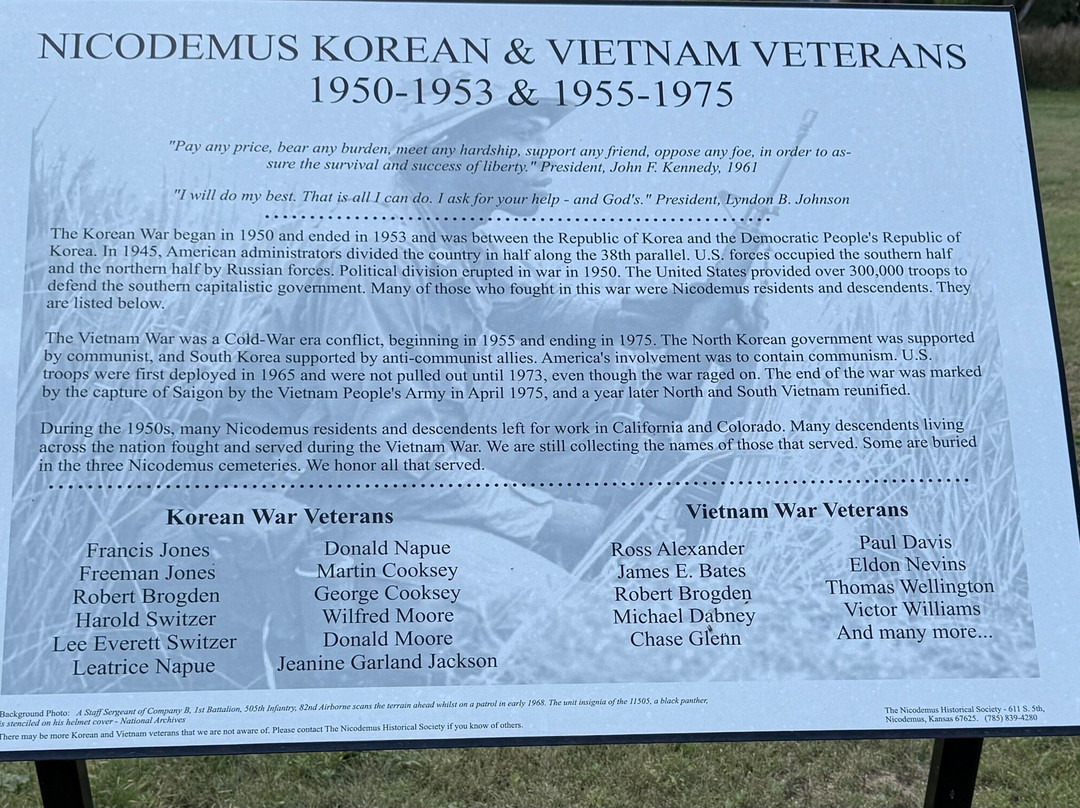 NICODEMUS KOREAN & VIETNAM VETERANS
1950-1953 & 1955-1975
"Pay any price, bear any burden, meet any hardship, support any friend, oppose any foe, in order to as-
sure the survival and success of liberty." President, John F. Kennedy, 1961
"I will do my best. That is all I can do. I ask for your help - and God's." President, Lyndon B. Johnson
The Korean War began in 1950 and ended in 1953 and was between the Republic of Korea and the Democratic People's Republic of
Korea. In 1945, American administrators divided the country in half along the 38th parallel. U.S. forces occupied the southern half
and the northern half by Russian forces. Political division erupted in war in 1950. The United States provided over 300,000 troops to
defend the southern capitalistic government. Many of those who fought in this war were Nicodemus residents and descendents. They
are listed below.
The Vietnam War was a Cold-War era conflict, beginning in 1955 and ending in 1975. The North Korean government was supported
by communist, and South Korea supported by anti-communist allies. America's involvement was to contain communism. U.S.
troops were first deployed in 1965 and were not pulled out until 1973, even though the war raged on. The end of the war was marked
by the capture of Saigon by the Vietnam People's Army in April 1975, and a year later North and South Vietnam reunified.
During the 1950s, many Nicodemus residents and descendents left for work in California and Colorado. Many descendents living
across the nation fought and served during the Vietnam War. We are still collecting the names of those that served. Some are buried
in the three Nicodemus cemeteries. We honor all that served.
Korean War Veterans
Francis Jones
Freeman Jones
Robert Brogden
Harold Switzer
Lee Everett Switzer
Leatrice Napue
Donald Napue
Martin Cooksey
George Cooksey
Wilfred Moore
Donald Moore
Jeanine Garland Jackson
Vietnam War Veterans
Ross Alexander
James E. Bates
Robert Brogden
Michael Dabney
Chase Glenn
Paul Davis
Eldon Nevins
Thomas Wellington
Victor Williams
And many more...
Background Photo: A Staff Sergeant of Company B, 1st Battalion, 505th Infantry, 82nd Airborne scans the terrain ahead whilst on a patrol in early 1968. The unit insignia of the 11505, a black panther,
is stenciled on his helmet cover - National Archives
There may be more Korean and Vietnam veterans that we are not aware of. Please contact The Nicodemus Historical Society if you know of others.
The Nicodemus Historical Society - 611 S. 5th,
Nicodemus, Kansas 67625. (785) 839-4280